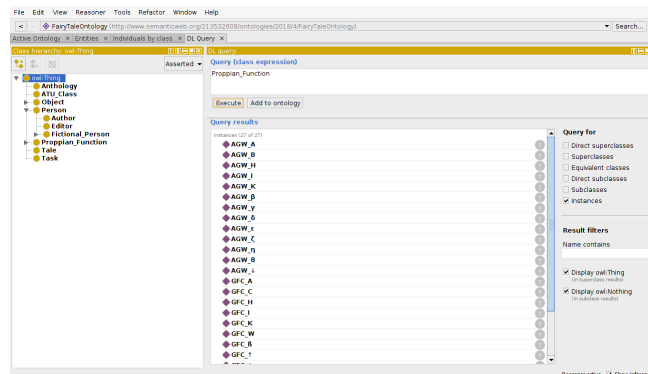 File Edit View Reasoner Tools Refactor Window Help
< > FairyTaleOntology (http://www.semanticweb.org/213532608/ontologies/2018/4/FairyTaleOntology) Search...
Active Ontology × Entities × Individuals by class × DL Query ×
Class hierarchy: owl:Thing
Asserted
owl:Thing
Anthology
ATU_Class
Object
Person
Author
Editor
Fictional_Person
Proppian_Function
Tale
Task
DL query:
Query (class expression)
Proppian_Function
Execute Add to ontology
Query results
Instances (27 of 27)
AGW_A
AGW_B
AGW_H
AGW_I
AGW_K
AGW_β
AGW_γ
AGW_δ
AGW_ε
AGW_ζ
AGW_η
AGW_θ
AGW_↓
GFC_A
GFC_C
GFC_H
GFC_I
GFC_K
GFC_W
GFC_ß
GFC_↑
Query for
Direct superclasses
Superclasses
Equivalent classes
Direct subclasses
Subclasses
Instances
Result filters
Name contains
Display owl:Thing
(in superclass results)
Display owl:Nothing
(in subclass results)